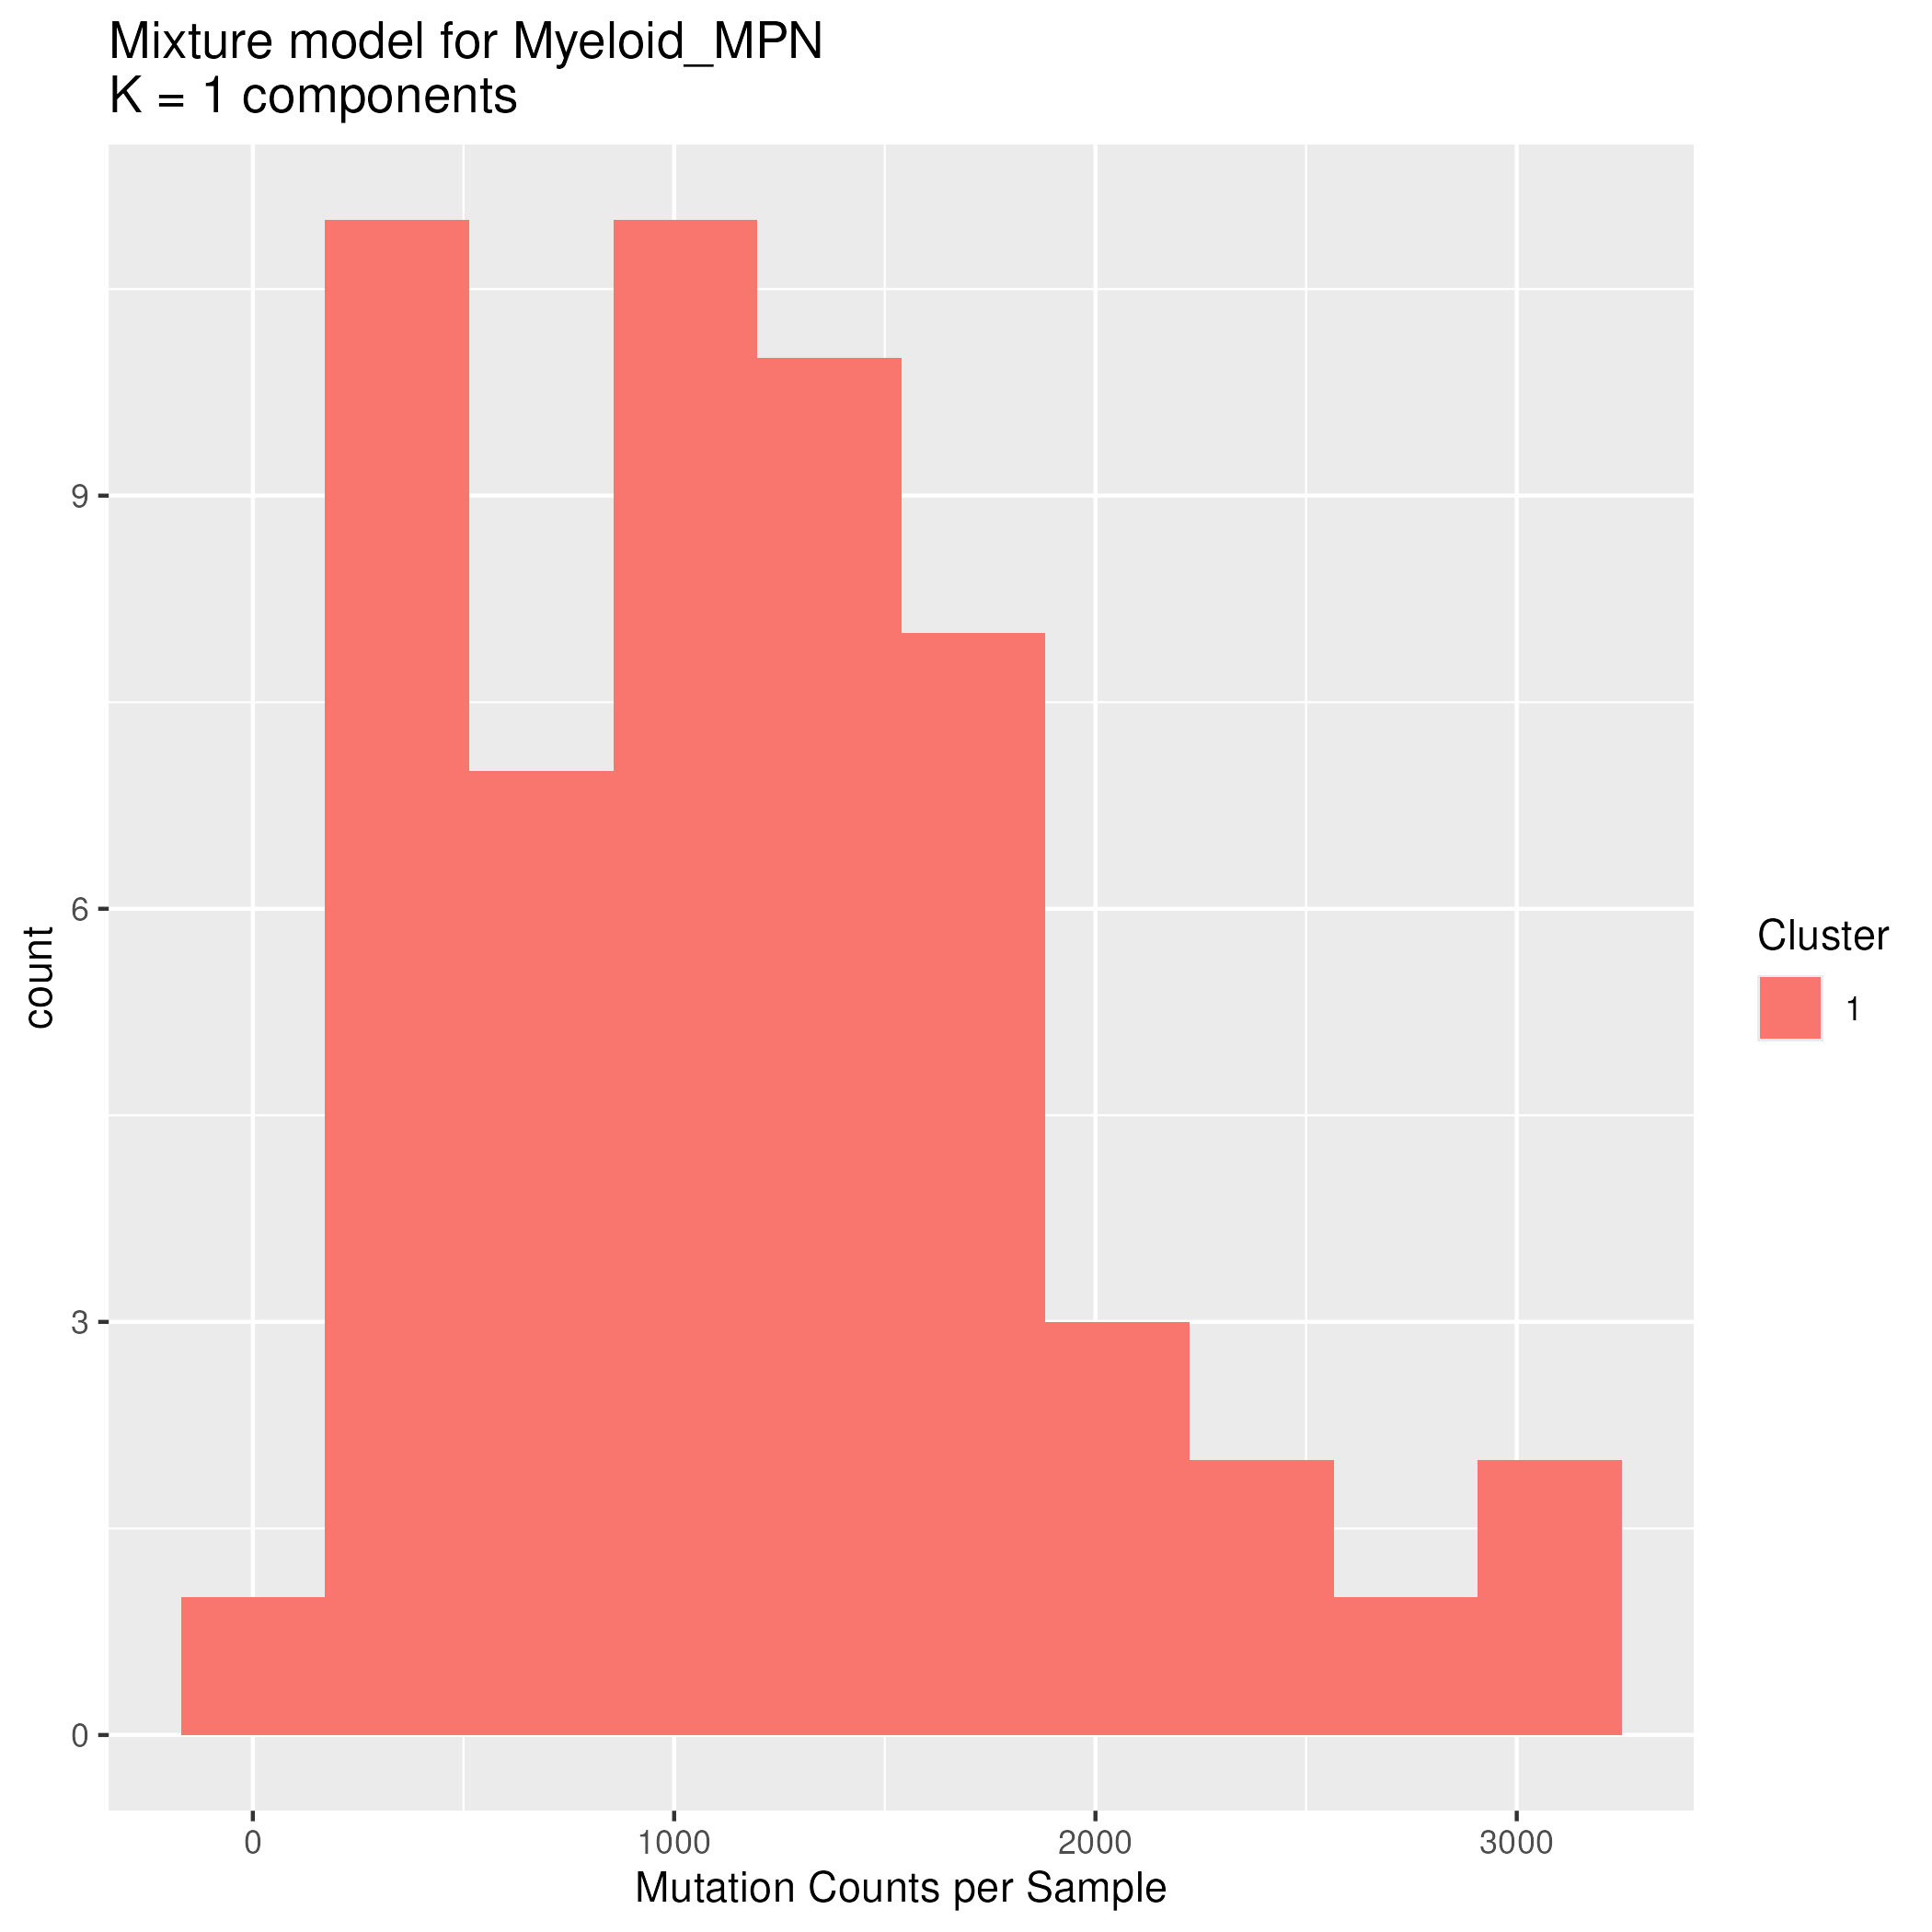 Mixture model for Myeloid_MPN
K = 1 components
9
6
3
0
count
0 1000 2000 3000
Mutation Counts per Sample
Cluster
1